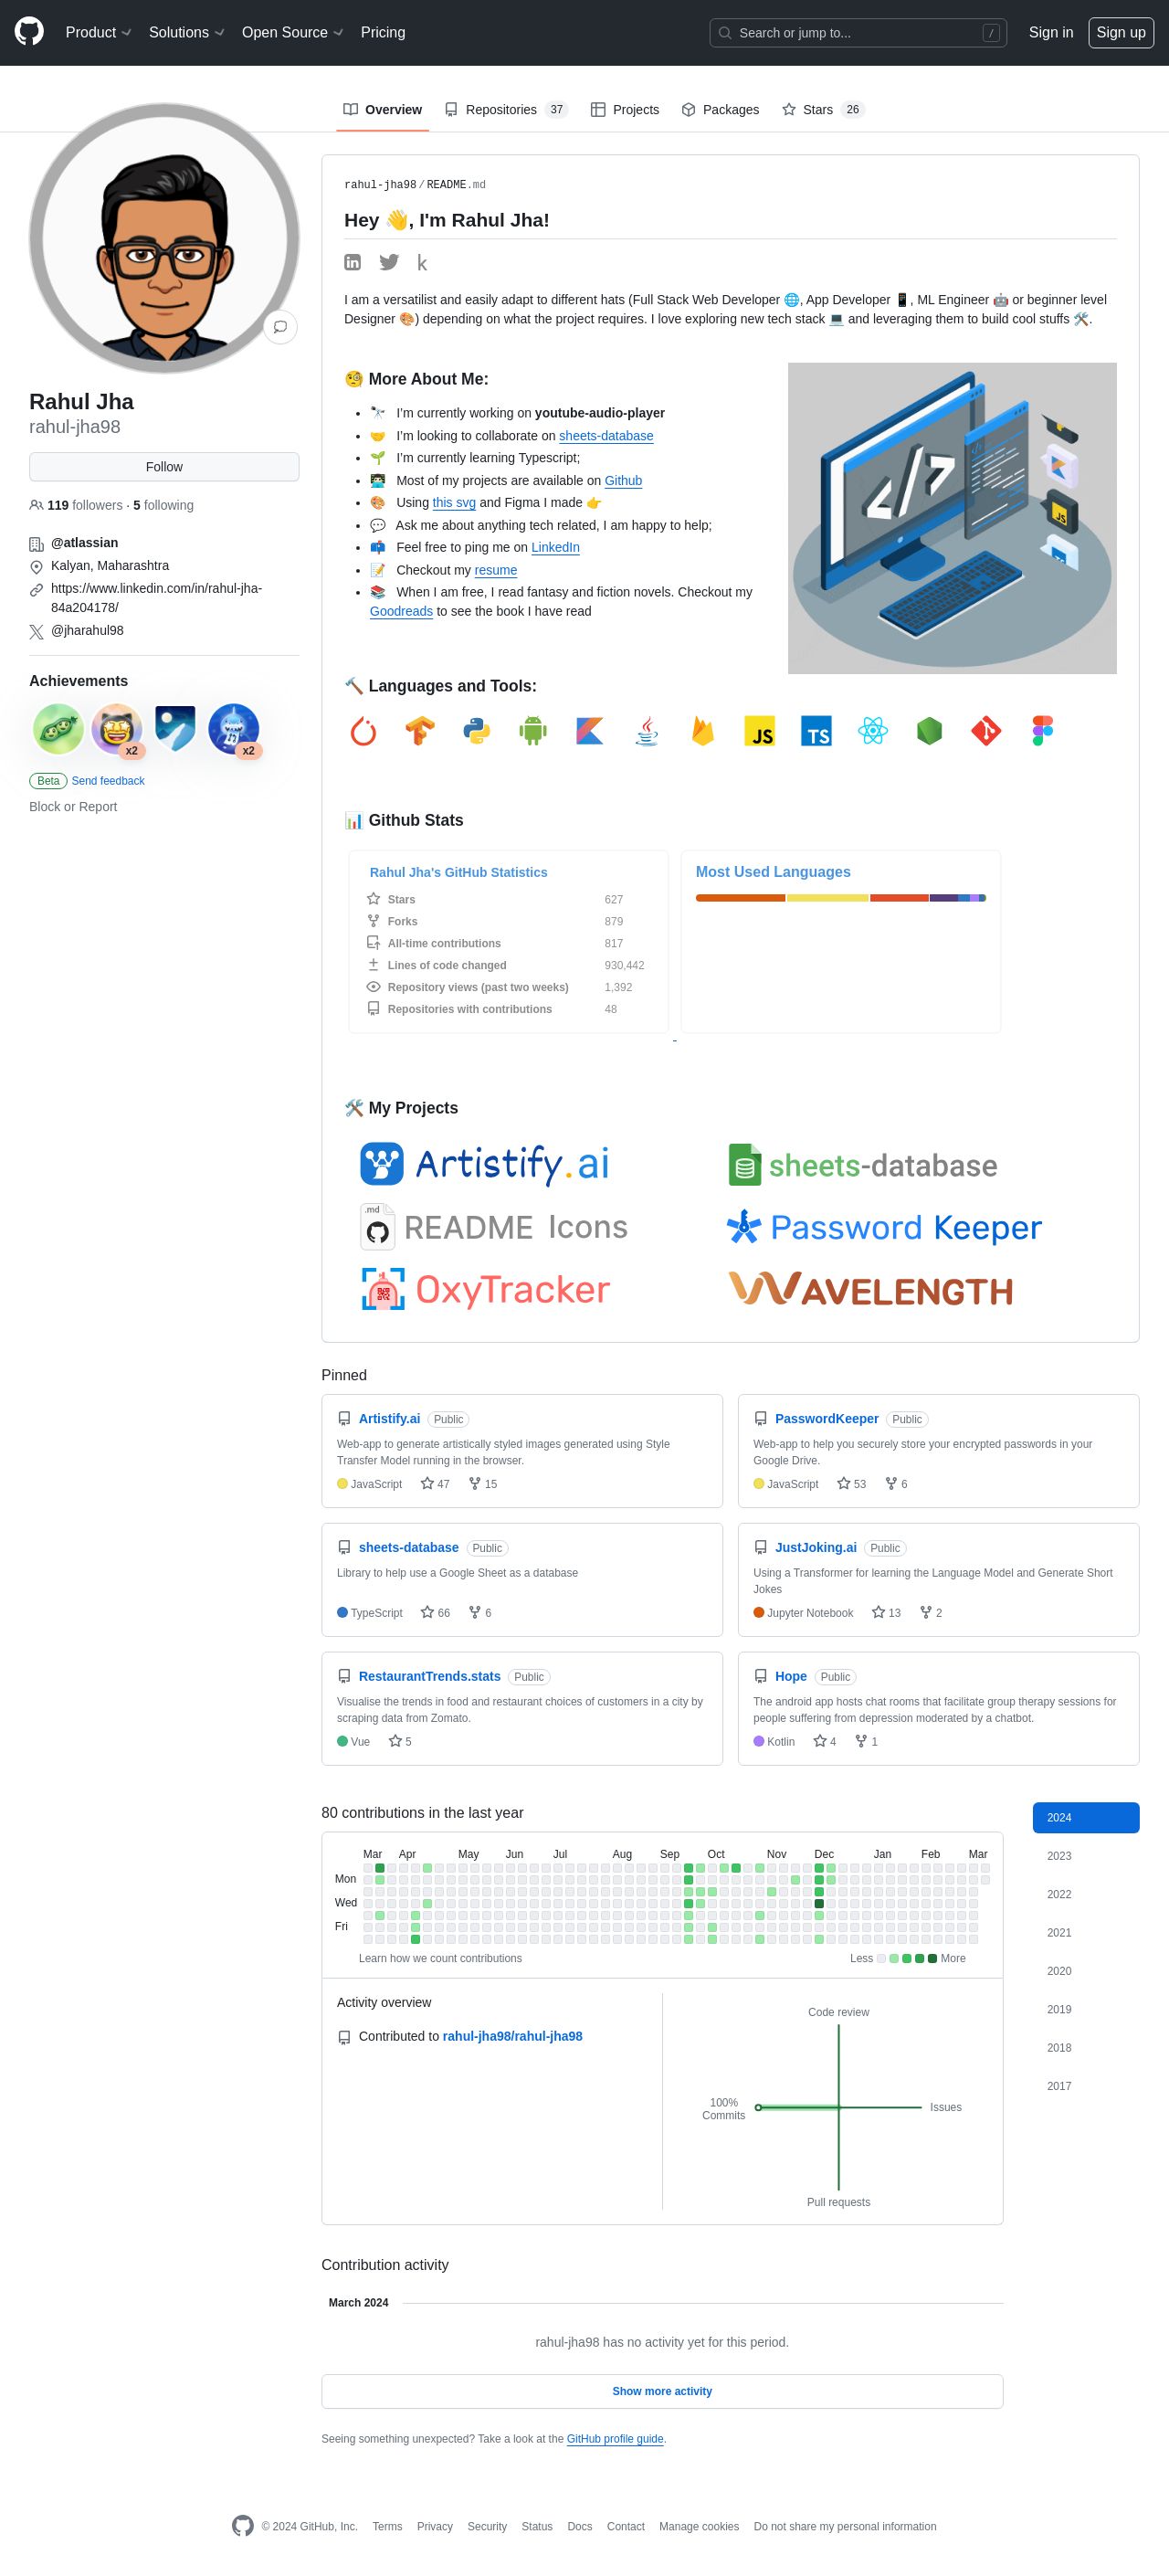 Product Solutions Open Source Pricing Search or jump to... / Sign in Sign up
Overview Repositories 37 Projects Packages Stars 26
Rahul Jha
rahul-jha98
Follow
119 followers · 5 following
@atlassian
Kalyan, Maharashtra
https://www.linkedin.com/in/rahul-jha-
84a204178/
@jharahul98
Achievements
x2 x2
Beta Send feedback
Block or Report
rahul-jha98/README.md
Hey 👋, I'm Rahul Jha!
in k
I am a versatilist and easily adapt to different hats (Full Stack Web Developer 🌐, App Developer 📱, ML Engineer 🤖 or beginner level
Designer 🎨) depending on what the project requires. I love exploring new tech stack 💻 and leveraging them to build cool stuffs 🛠️.
🧐 More About Me:
🔭 I'm currently working on youtube-audio-player
🤝 I'm looking to collaborate on sheets-database
🌱 I'm currently learning Typescript;
👨‍💻 Most of my projects are available on Github
🎨 Using this svg and Figma I made 👉
💬 Ask me about anything tech related, I am happy to help;
📫 Feel free to ping me on LinkedIn
📝 Checkout my resume
📚 When I am free, I read fantasy and fiction novels. Checkout my
Goodreads to see the book I have read
</>
JS
🔨 Languages and Tools:
JS TS
📊 Github Stats
Rahul Jha's GitHub Statistics
Stars 627
Forks 879
All-time contributions 817
Lines of code changed 930,442
Repository views (past two weeks) 1,392
Repositories with contributions 48
Most Used Languages
🛠️ My Projects
Artistify.ai sheets-database
.md README Icons Password Keeper
OxyTracker WAVELENGTH
Pinned
Artistify.ai Public
Web-app to generate artistically styled images generated using Style
Transfer Model running in the browser.
JavaScript 47 15
PasswordKeeper Public
Web-app to help you securely store your encrypted passwords in your
Google Drive.
JavaScript 53 6
sheets-database Public
Library to help use a Google Sheet as a database
TypeScript 66 6
JustJoking.ai Public
Using a Transformer for learning the Language Model and Generate Short
Jokes
Jupyter Notebook 13 2
RestaurantTrends.stats Public
Visualise the trends in food and restaurant choices of customers in a city by
scraping data from Zomato.
Vue 5
Hope Public
The android app hosts chat rooms that facilitate group therapy sessions for
people suffering from depression moderated by a chatbot.
Kotlin 4 1
80 contributions in the last year
Mar Apr May Jun Jul Aug Sep Oct Nov Dec Jan Feb Mar
Mon
Wed
Fri
Learn how we count contributions Less More
Activity overview
Contributed to rahul-jha98/rahul-jha98
Code review
100%
Commits
Issues
Pull requests
2024
2023
2022
2021
2020
2019
2018
2017
Contribution activity
March 2024
rahul-jha98 has no activity yet for this period.
Show more activity
Seeing something unexpected? Take a look at the GitHub profile guide.
© 2024 GitHub, Inc. Terms Privacy Security Status Docs Contact Manage cookies Do not share my personal information